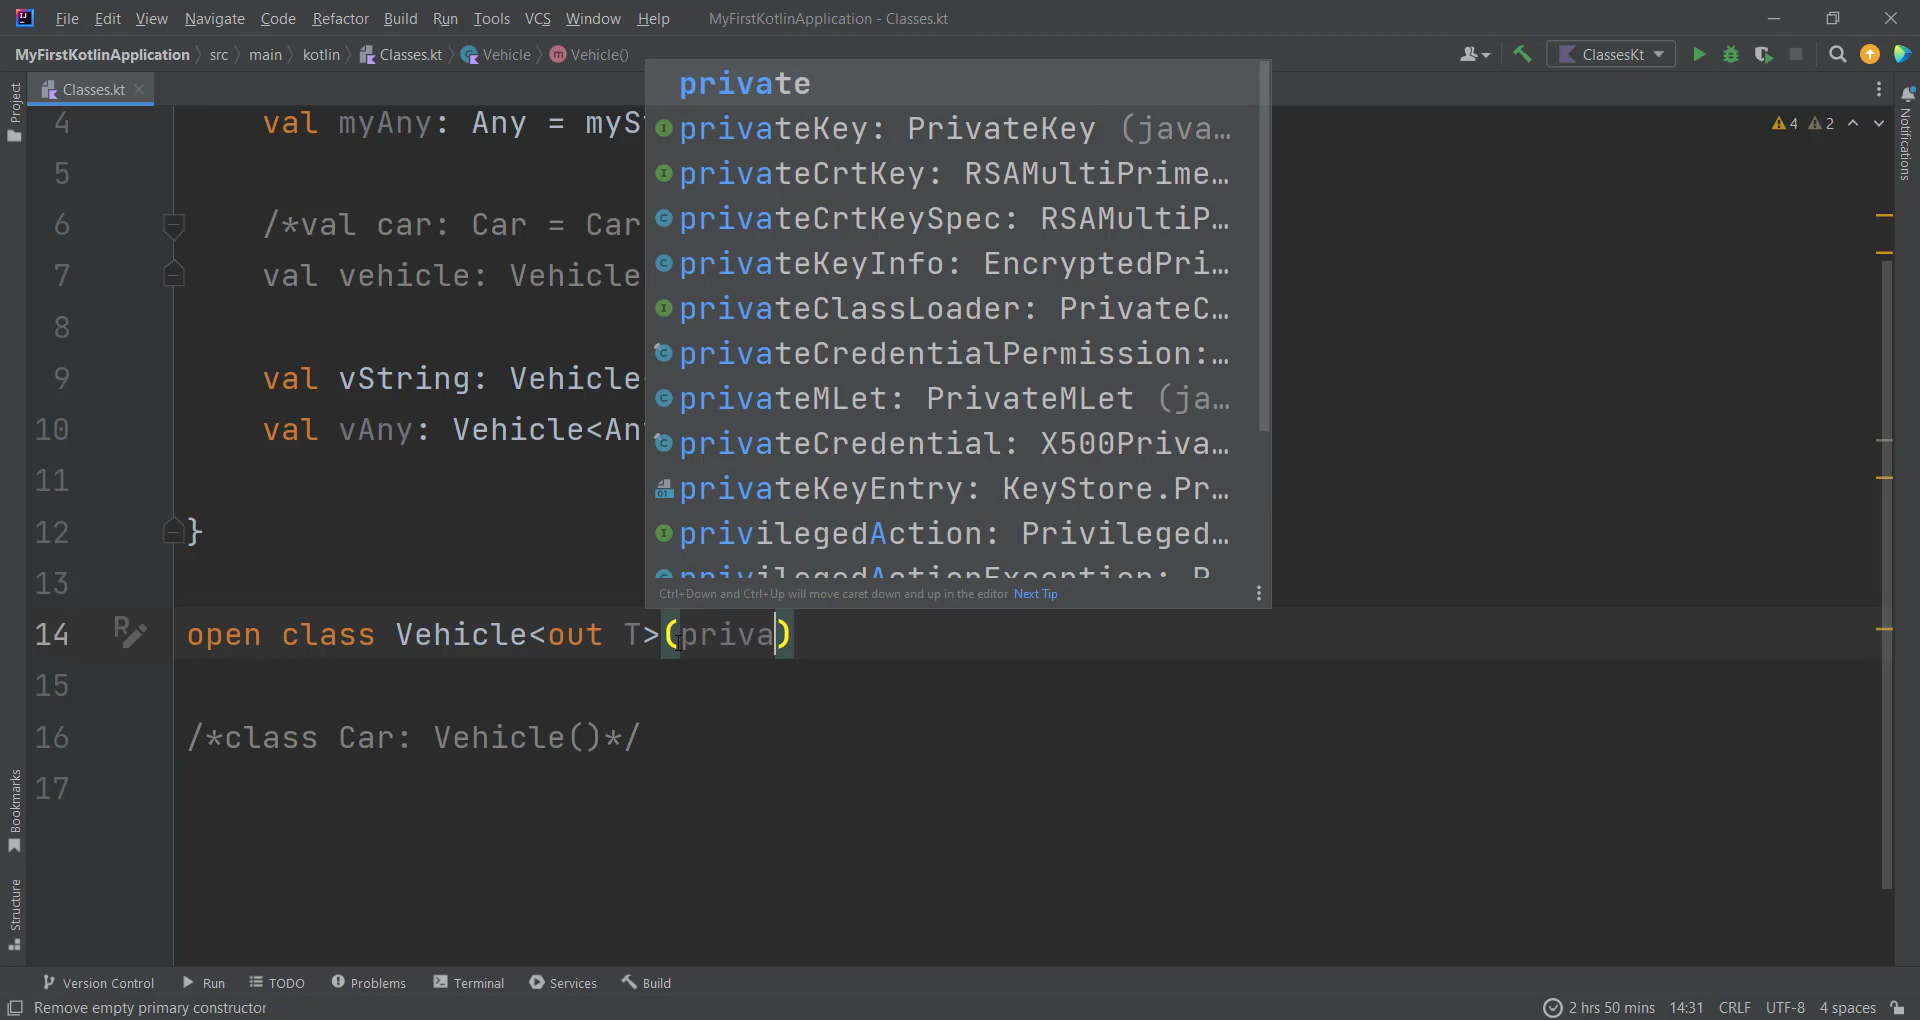 File Edit View Navigate Code Refactor Build Run Tools VCS Window Help MyFirstKotlinApplication - Classes.kt
MyFirstKotlinApplication src main kotlin Classes.kt Vehicle Vehicle() ClassesKt
Project
Classes.kt
Notifications
4 val myAny: Any = myS
4 2
5
6 /*val car: Car = Car
7 val vehicle: Vehicle
8
9 val vString: Vehicle
10 val vAny: Vehicle<An
11
12 }
13
private
privateKey: PrivateKey (java…
privateCrtKey: RSAMultiPrime…
privateCrtKeySpec: RSAMultiP…
privateKeyInfo: EncryptedPri…
privateClassLoader: PrivateC…
privateCredentialPermission:…
privateMLet: PrivateMLet (ja…
privateCredential: X500Priva…
privateKeyEntry: KeyStore.Pr…
privilegedAction: Privileged…
privilegedActionException: P
Ctrl+Down and Ctrl+Up will move caret down and up in the editor Next Tip
14 open class Vehicle<out T>(priva)
15
16 /*class Car: Vehicle()*/
17
Bookmarks
Structure
Version Control Run TODO Problems Terminal Services Build
Remove empty primary constructor 2 hrs 50 mins 14:31 CRLF UTF-8 4 spaces